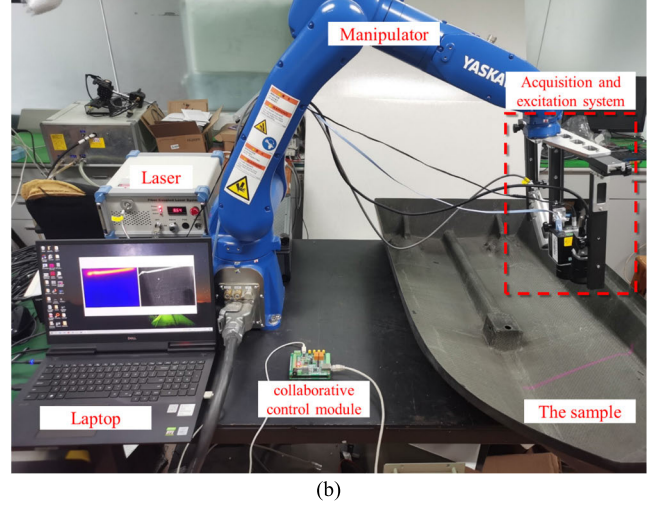 Manipulator
YASKA
Acquisition and
excitation system
Laser
collaborative
control module
Laptop
The sample
(b)